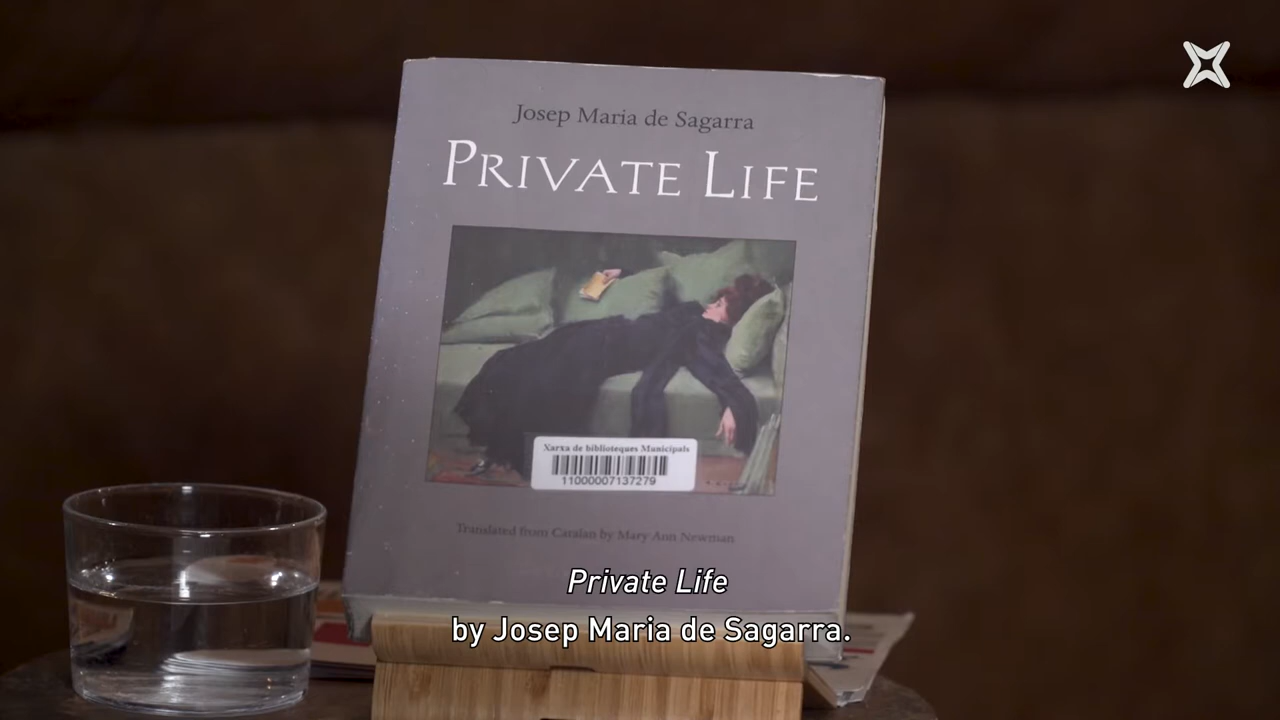 Josep Maria de Sagarra
PRIVATE LIFE
Xarxa de biblioteques Municipals
11000007137279
Translated from Catalan by Mary Ann Newman
Private Life
by Josep Maria de Sagarra.